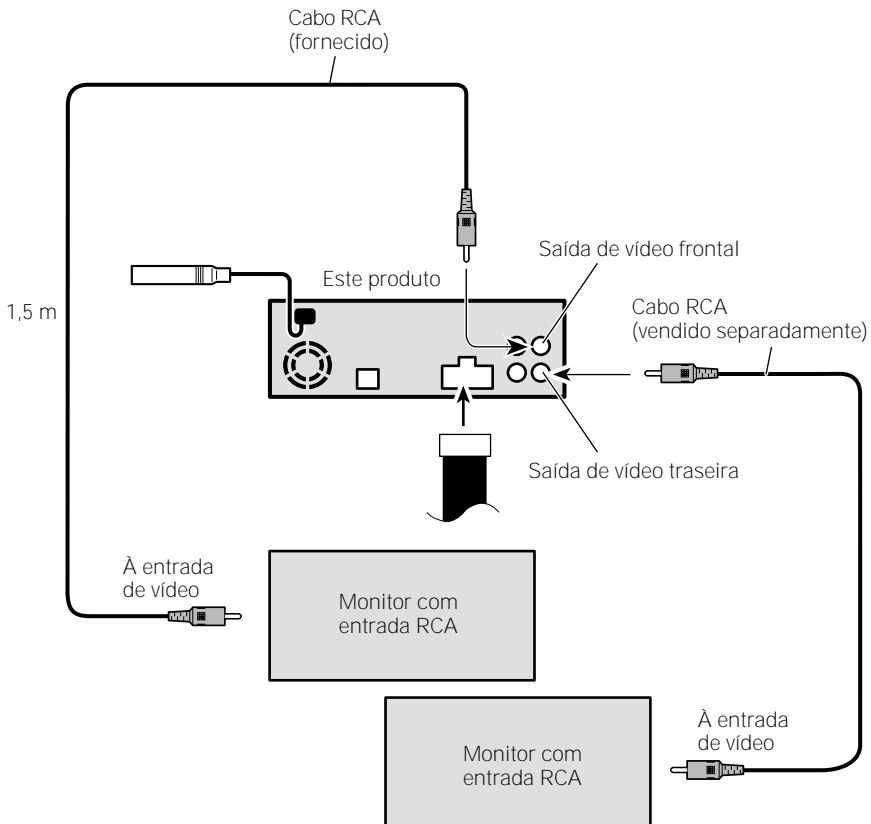 Cabo RCA
(fornecido)
Saída de vídeo frontal
Este produto
Cabo RCA
(vendido separadamente)
1,5 m
Saída de vídeo traseira
À entrada
de vídeo
Monitor com
entrada RCA
À entrada
de vídeo
Monitor com
entrada RCA